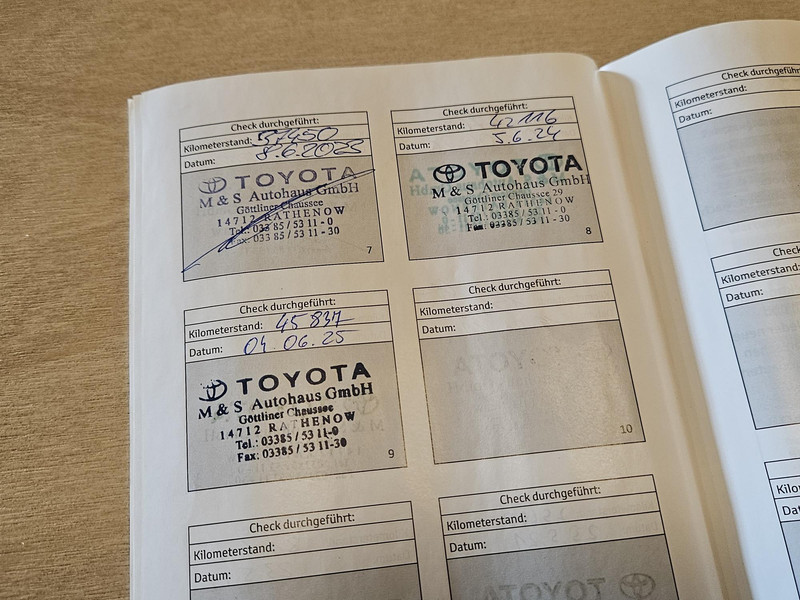 Check durchgeführt:
Kilometerstand: 37450
Datum: 8.6.2023
TOYOTA
M & S Autohaus GmbH
Göttliner Chaussee
14712 RATHENOW
Tel.: 03385/53 11 - 0
Fax: 03385/53 11 - 30
7
Check durchgeführt:
Kilometerstand: 42116
Datum: 5.6.24
TOYOTA
M & S Autohaus GmbH
Göttliner Chaussee 29
14712 RATHENOW
Tel.: 03385/53 11 - 0
Fax: 03385/53 11 - 30
8
Check durchgeführt:
Kilometerstand: 45837
Datum: 04.06.25
TOYOTA
M & S Autohaus GmbH
Göttliner Chaussee
14712 RATHENOW
Tel.: 03385/53 11-0
Fax: 03385/53 11-30
9
Check durchgeführt:
Kilometerstand:
Datum:
10
Check durchgeführt:
Kilometerstand:
Datum:
Check durchgeführt:
Kilometerstand:
Datum:
Check durchgeführt
Kilometerstand:
Datum:
Kilometerstand:
Datum: